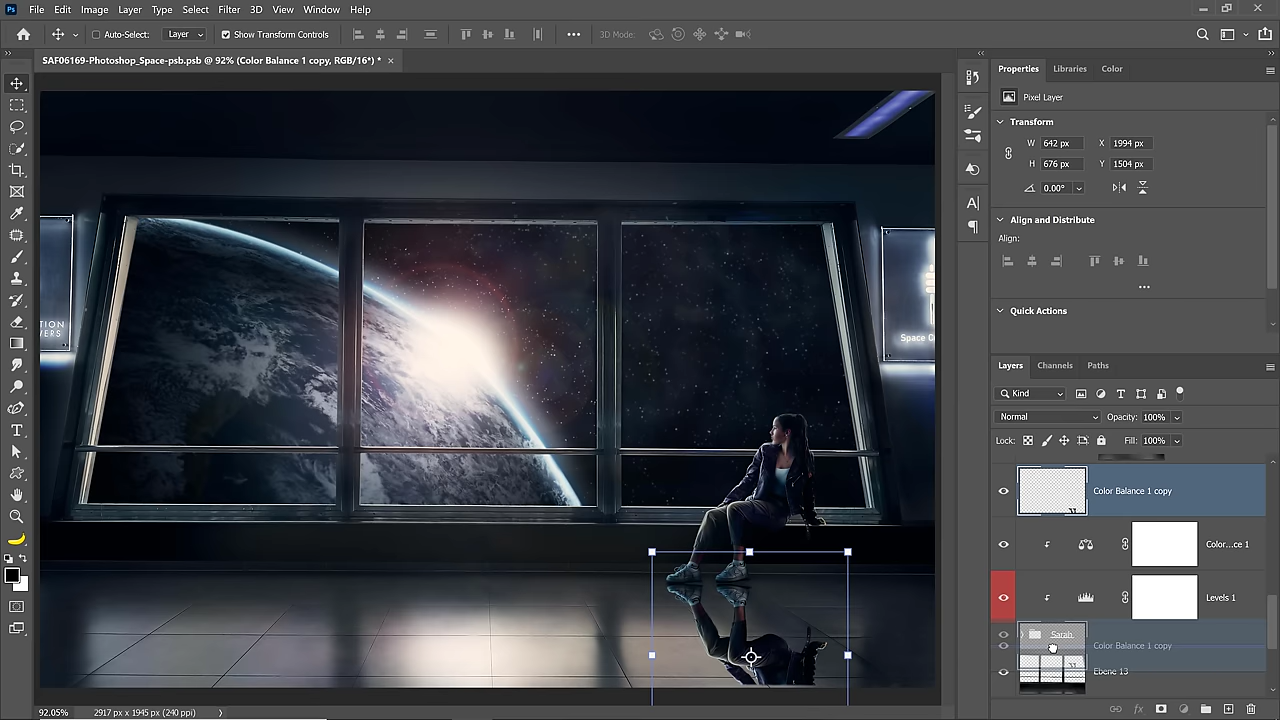 Ps File Edit Image Layer Type Select Filter 3D View Window Help
Auto-Select: Layer Show Transform Controls 3D Mode:
SAF06169-Photoshop_Space-psb.psb @ 92% (Color Balance 1 copy, RGB/16*) *
Properties Libraries Color
Pixel Layer
Transform
W 642 px X 1994 px
H 676 px Y 1504 px
0.00°
Align and Distribute
Align:
Quick Actions
TION
VERS
Space C
Layers Channels Paths
Kind
Normal Opacity: 100%
Lock: Fill: 100%
Color Balance 1 copy
Color...ce 1
Levels 1
Sarah
Color Balance 1 copy
Ebene 13
92.05% 2917 px x 1945 px (240 ppi)